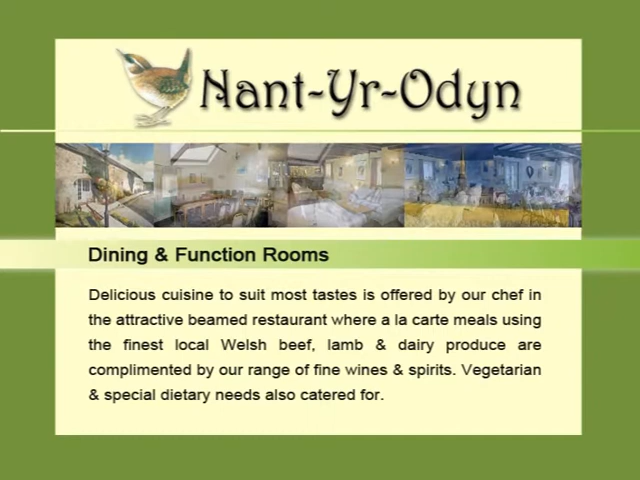 Nant-Yr-Odyn
Dining & Function Rooms
Delicious cuisine to suit most tastes is offered by our chef in
the attractive beamed restaurant where a la carte meals using
the finest local Welsh beef, lamb & dairy produce are
complimented by our range of fine wines & spirits. Vegetarian
& special dietary needs also catered for.